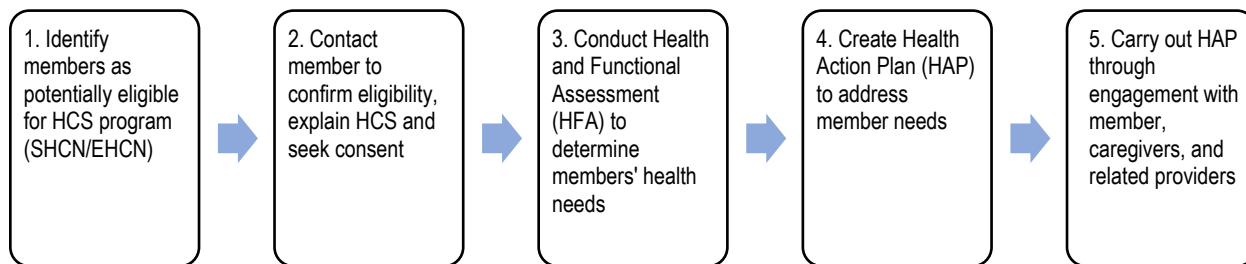 1. Identify
members as
potentially eligible
for HCS program
(SHCN/EHCN)
2. Contact
member to
confirm eligibility,
explain HCS and
seek consent
3. Conduct Health
and Functional
Assessment
(HFA) to
determine
members' health
needs
4. Create Health
Action Plan (HAP)
to address
member needs
5. Carry out HAP
through
engagement with
member,
caregivers, and
related providers